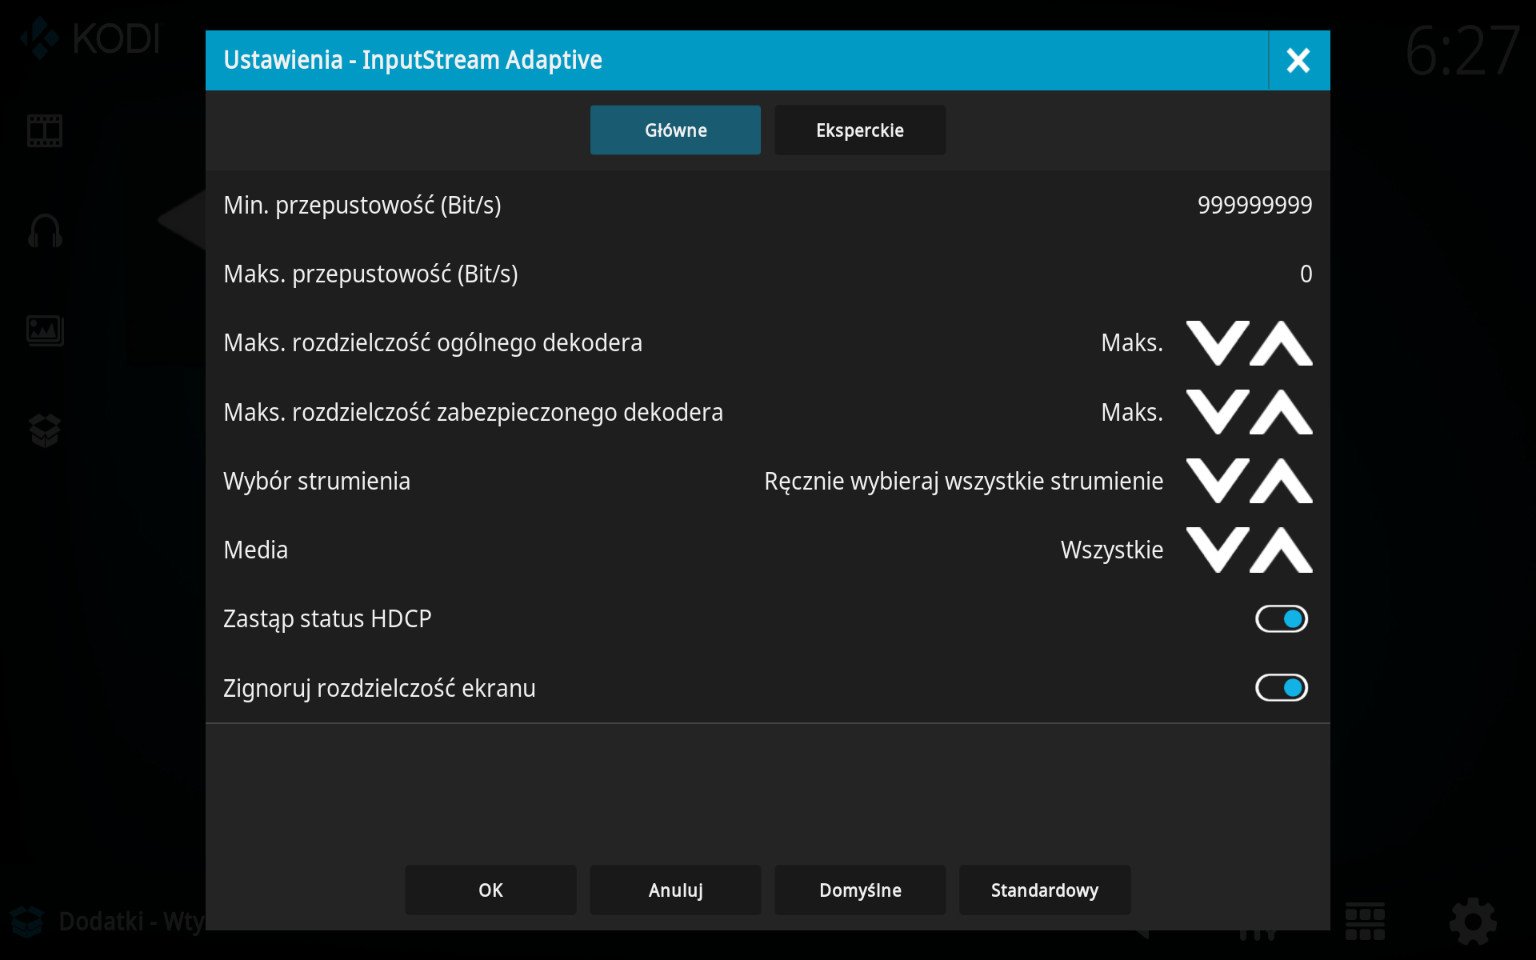 KODI
6:27
Ustawienia - InputStream Adaptive
Główne
Eksperckie
Min. przepustowość (Bit/s) 999999999
Maks. przepustowość (Bit/s) 0
Maks. rozdzielczość ogólnego dekodera Maks.
Maks. rozdzielczość zabezpieczonego dekodera Maks.
Wybór strumienia Ręcznie wybieraj wszystkie strumienie
Media Wszystkie
Zastąp status HDCP
Zignoruj rozdzielczość ekranu
OK
Anuluj
Domyślne
Standardowy
Dodatki - Wty